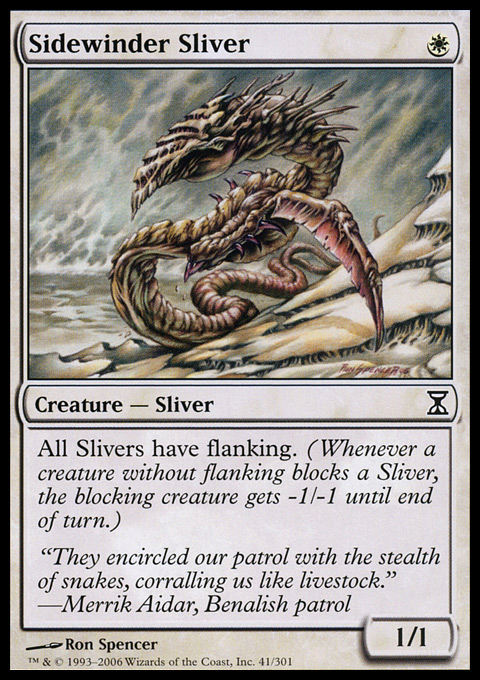 Sidewinder Sliver
Creature — Sliver
All Slivers have flanking. (Whenever a
creature without flanking blocks a Sliver,
the blocking creature gets -1/-1 until end
of turn.)
“They encircled our patrol with the stealth
of snakes, corralling us like livestock.”
—Merrik Aidar, Benalish patrol
Ron Spencer
1/1
™ & © 1993–2006 Wizards of the Coast, Inc. 41/301